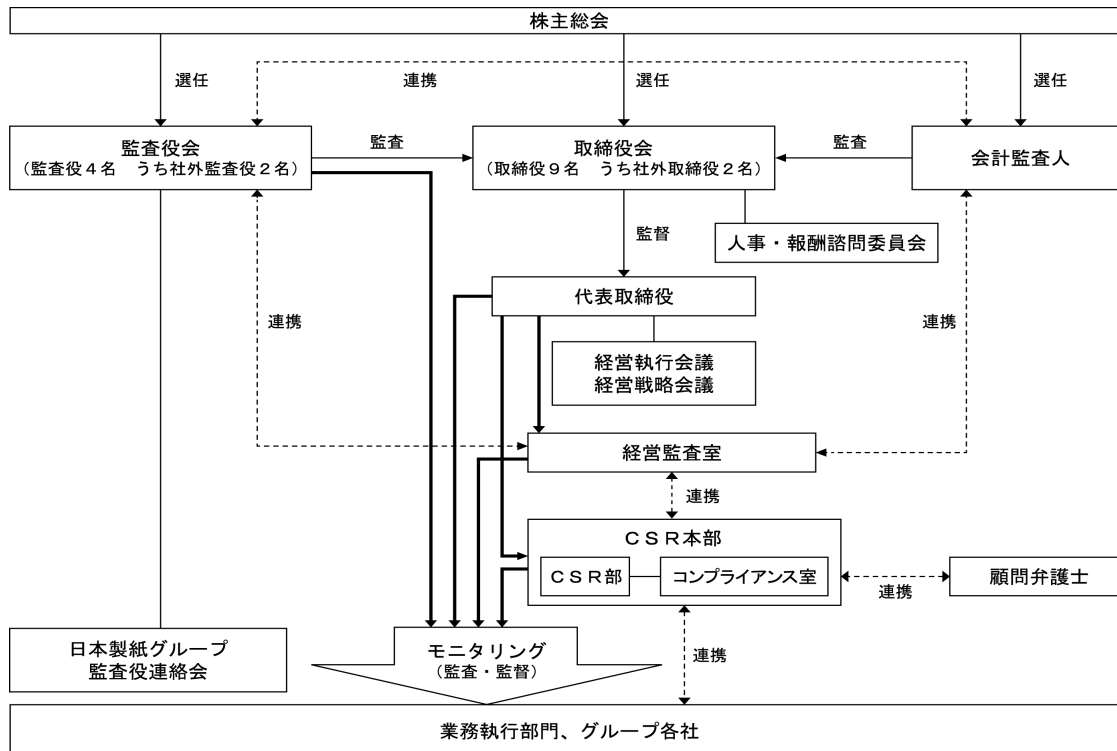 株主総会
選任
連携
選任
選任
監査役会
（監査役４名　うち社外監査役２名）
監査
取締役会
（取締役９名　うち社外取締役２名）
監査
会計監査人
監督
人事・報酬諮問委員会
代表取締役
連携
連携
経営執行会議
経営戦略会議
経営監査室
連携
ＣＳＲ本部
ＣＳＲ部
コンプライアンス室
連携
顧問弁護士
日本製紙グループ
監査役連絡会
モニタリング
（監査・監督）
連携
業務執行部門、グループ各社